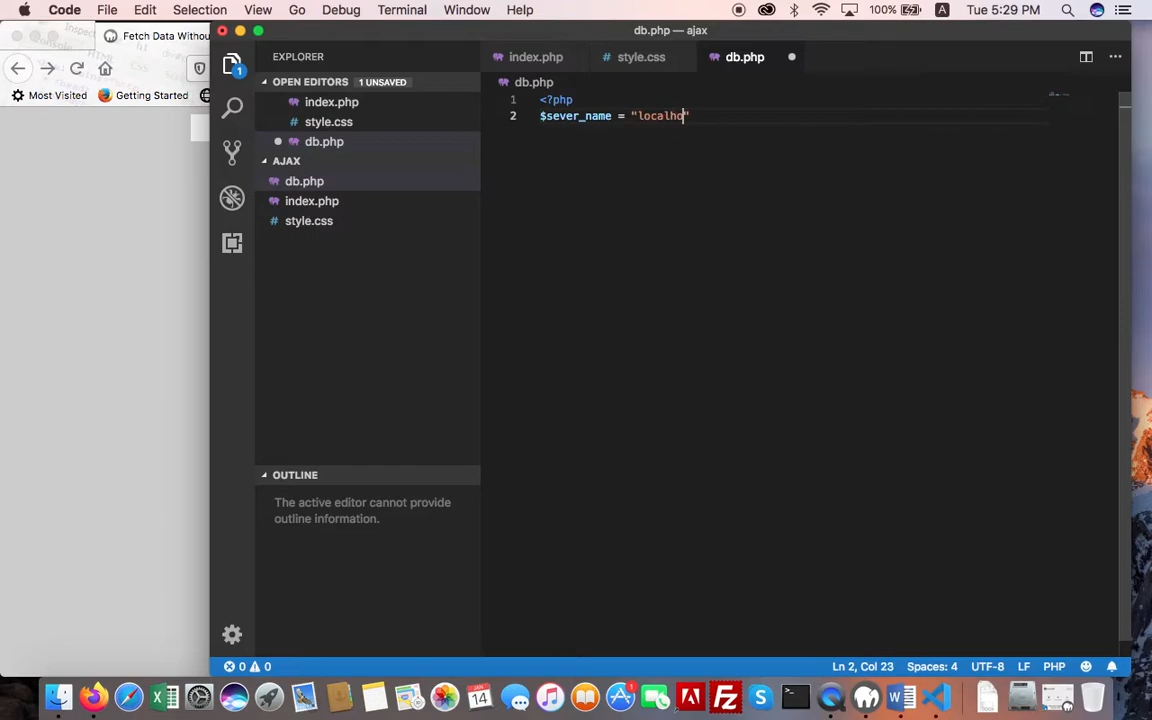 Code File Edit Selection View Go Debug Terminal Window Help 100% A Tue 5:29 PM
db.php — ajax
Fetch Data Withou
Most Visited Getting Started
EXPLORER
OPEN EDITORS 1 UNSAVED
index.php
style.css
db.php
AJAX
db.php
index.php
style.css
OUTLINE
The active editor cannot provide
outline information.
index.php # style.css db.php
db.php
1 <?php
2 $sever_name = "localho"
0 0
Ln 2, Col 23 Spaces: 4 UTF-8 LF PHP